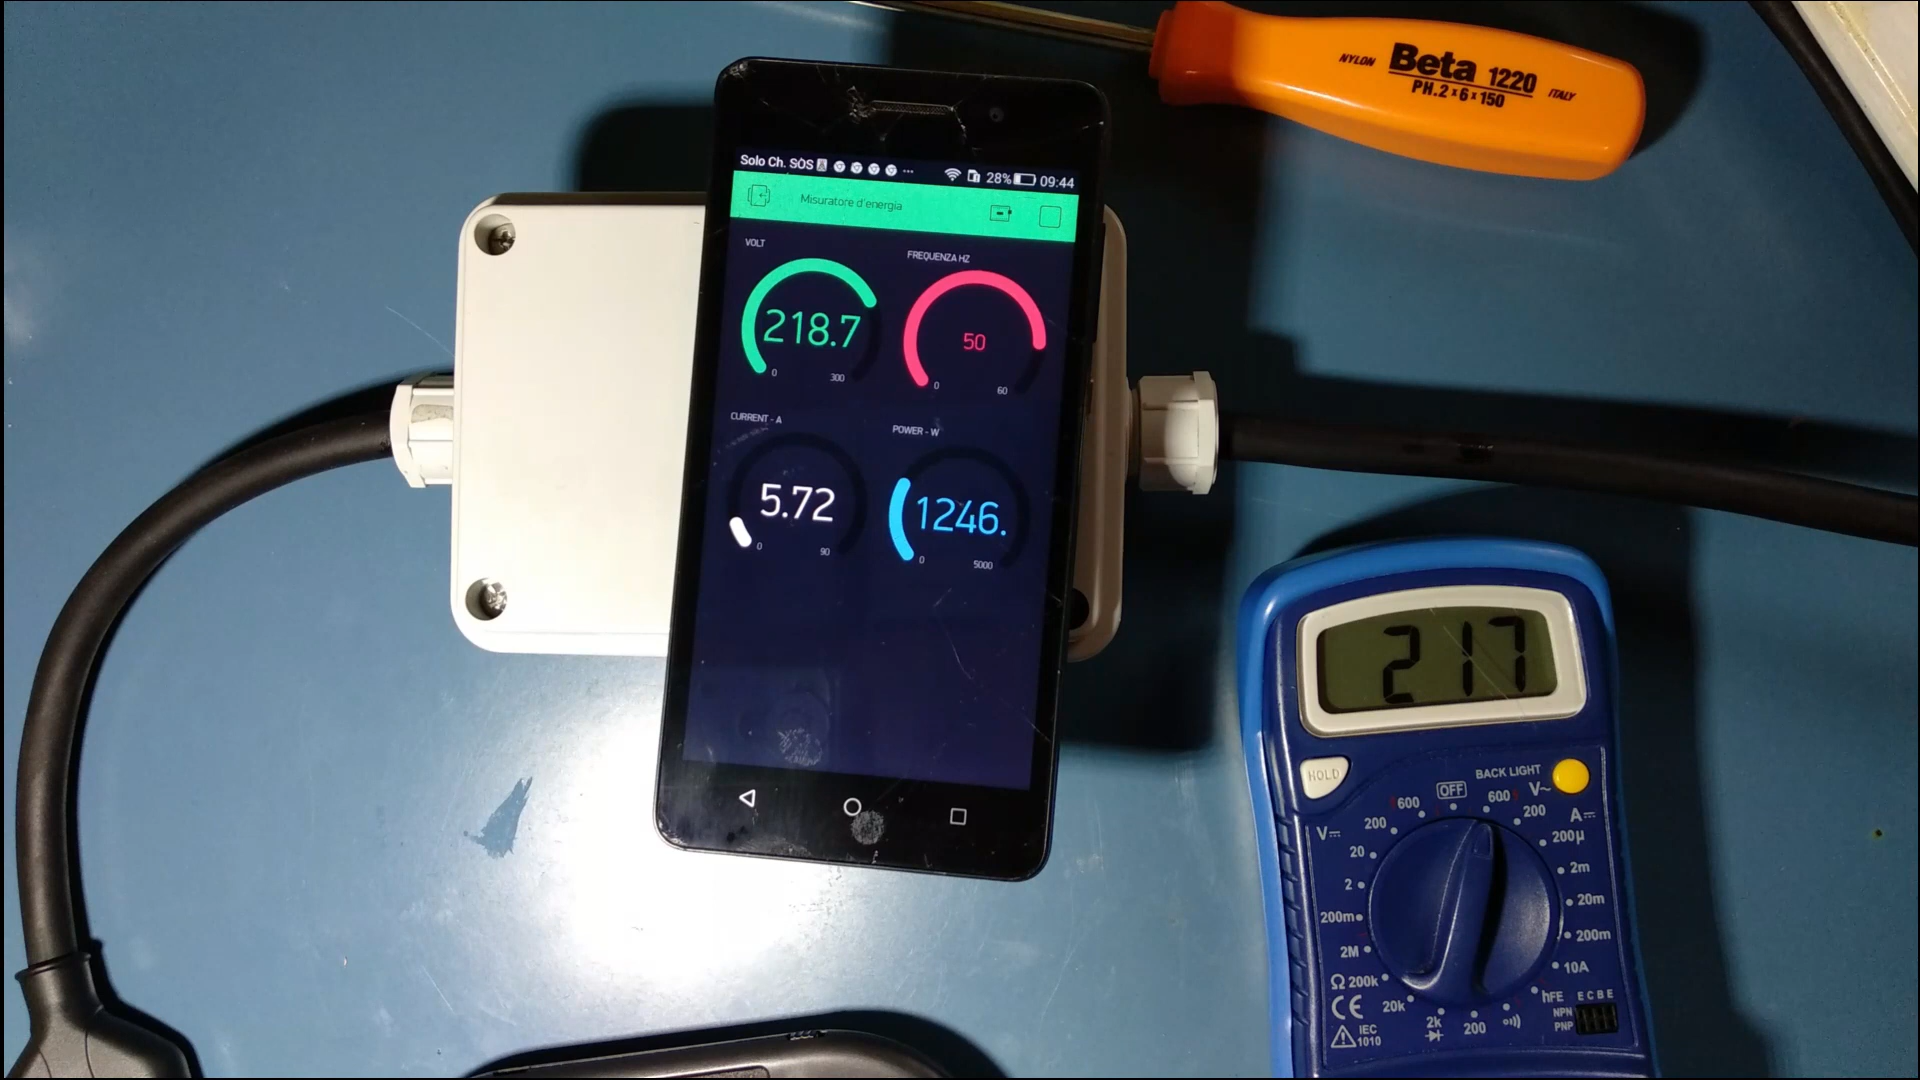 NYLON Beta 1220 ITALY
PH.2x6x150
Solo Ch. SOS 28% 09:44
Misuratore d'energia
VOLT
218.7
0 300
FREQUENZA HZ
50
0 60
CURRENT - A
5.72
0 90
POWER - W
1246.
0 5000
217
HOLD
BACK LIGHT
OFF
V⎓
600
200
20
2
200m
2M
Ω 200k
20k
2k
200
V~
600
200
A⎓
200µ
2m
20m
200m
10A
hFE
E C B E
NPN
PNP
CE
IEC
1010